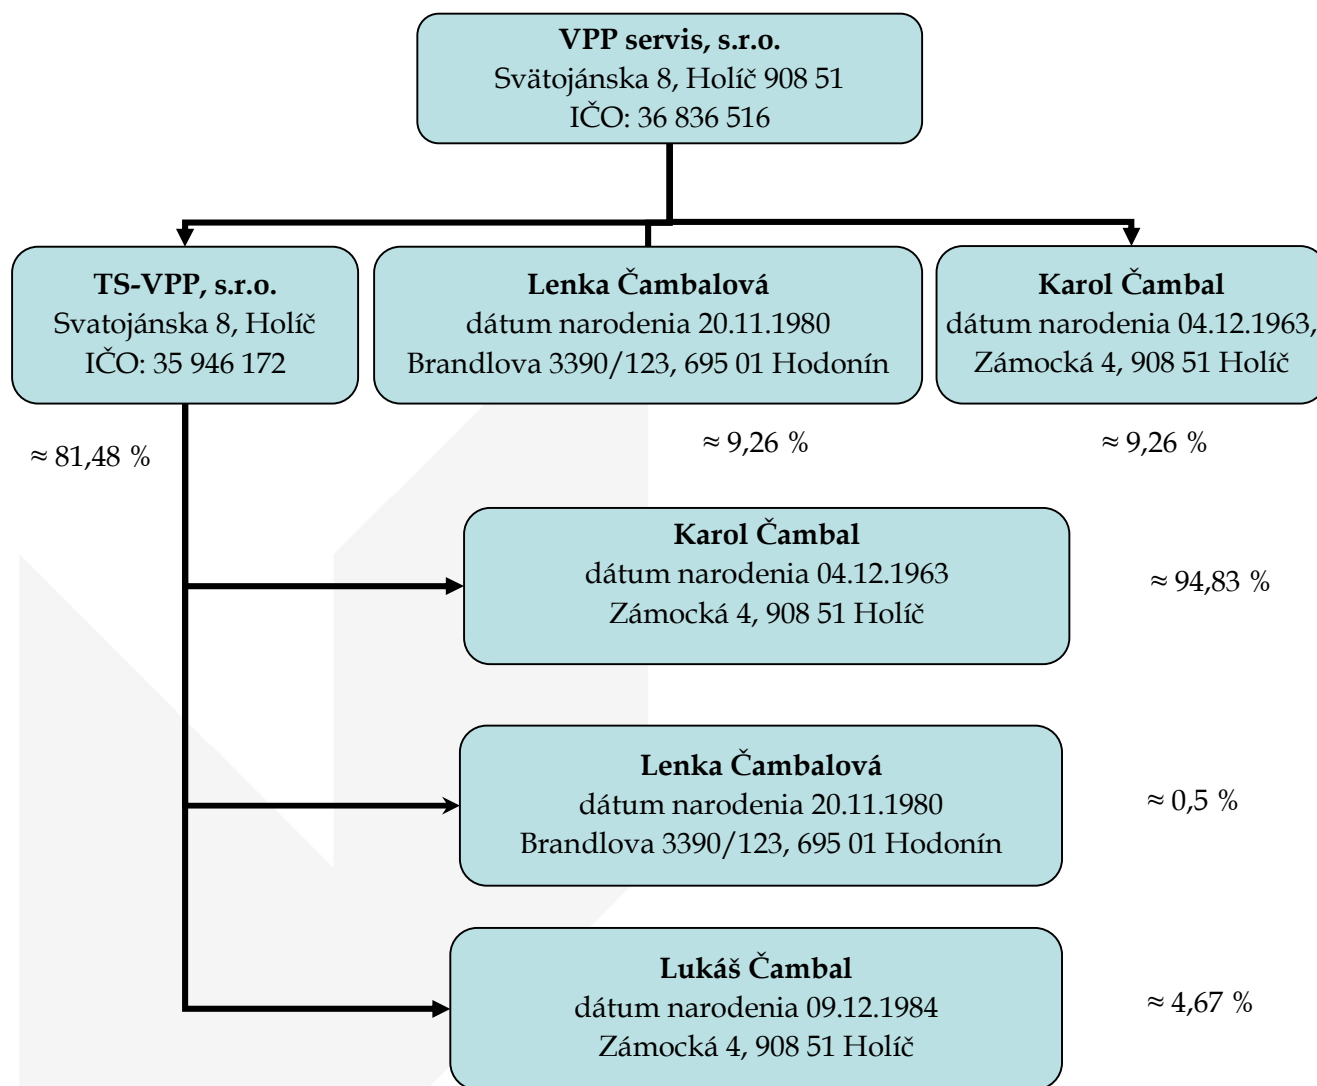 VPP servis, s.r.o.
Svätojánska 8, Holíč 908 51
IČO: 36 836 516
TS-VPP, s.r.o.
Svatojánska 8, Holíč
IČO: 35 946 172
Lenka Čambalová
dátum narodenia 20.11.1980
Brandlova 3390/123, 695 01 Hodonín
Karol Čambal
dátum narodenia 04.12.1963,
Zámocká 4, 908 51 Holíč
≈ 81,48 %
≈ 9,26 %
≈ 9,26 %
Karol Čambal
dátum narodenia 04.12.1963
Zámocká 4, 908 51 Holíč
≈ 94,83 %
Lenka Čambalová
dátum narodenia 20.11.1980
Brandlova 3390/123, 695 01 Hodonín
≈ 0,5 %
Lukáš Čambal
dátum narodenia 09.12.1984
Zámocká 4, 908 51 Holíč
≈ 4,67 %